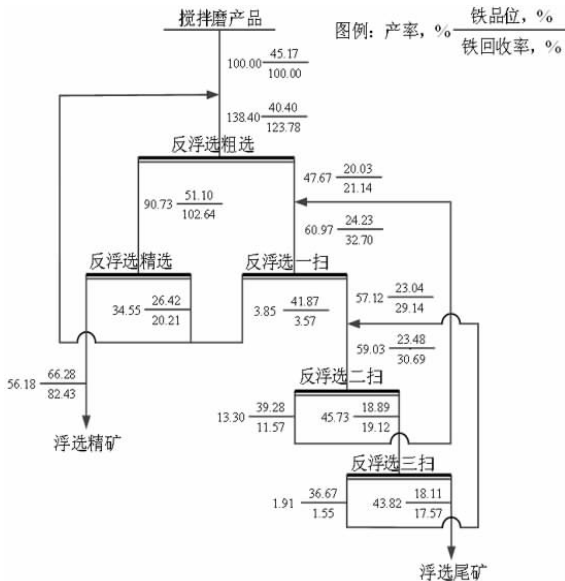 搅拌磨产品
图例：产率，% 铁品位，%
铁回收率，%
100.00 45.17
100.00
138.40 40.40
123.78
反浮选粗选
47.67 20.03
21.14
90.73 51.10
102.64
60.97 24.23
32.70
反浮选精选
反浮选一扫
34.55 26.42
20.21
3.85 41.87
3.57
57.12 23.04
29.14
59.03 23.48
30.69
56.18 66.28
82.43
反浮选二扫
13.30 39.28
11.57
45.73 18.89
19.12
浮选精矿
反浮选三扫
1.91 36.67
1.55
43.82 18.11
17.57
浮选尾矿